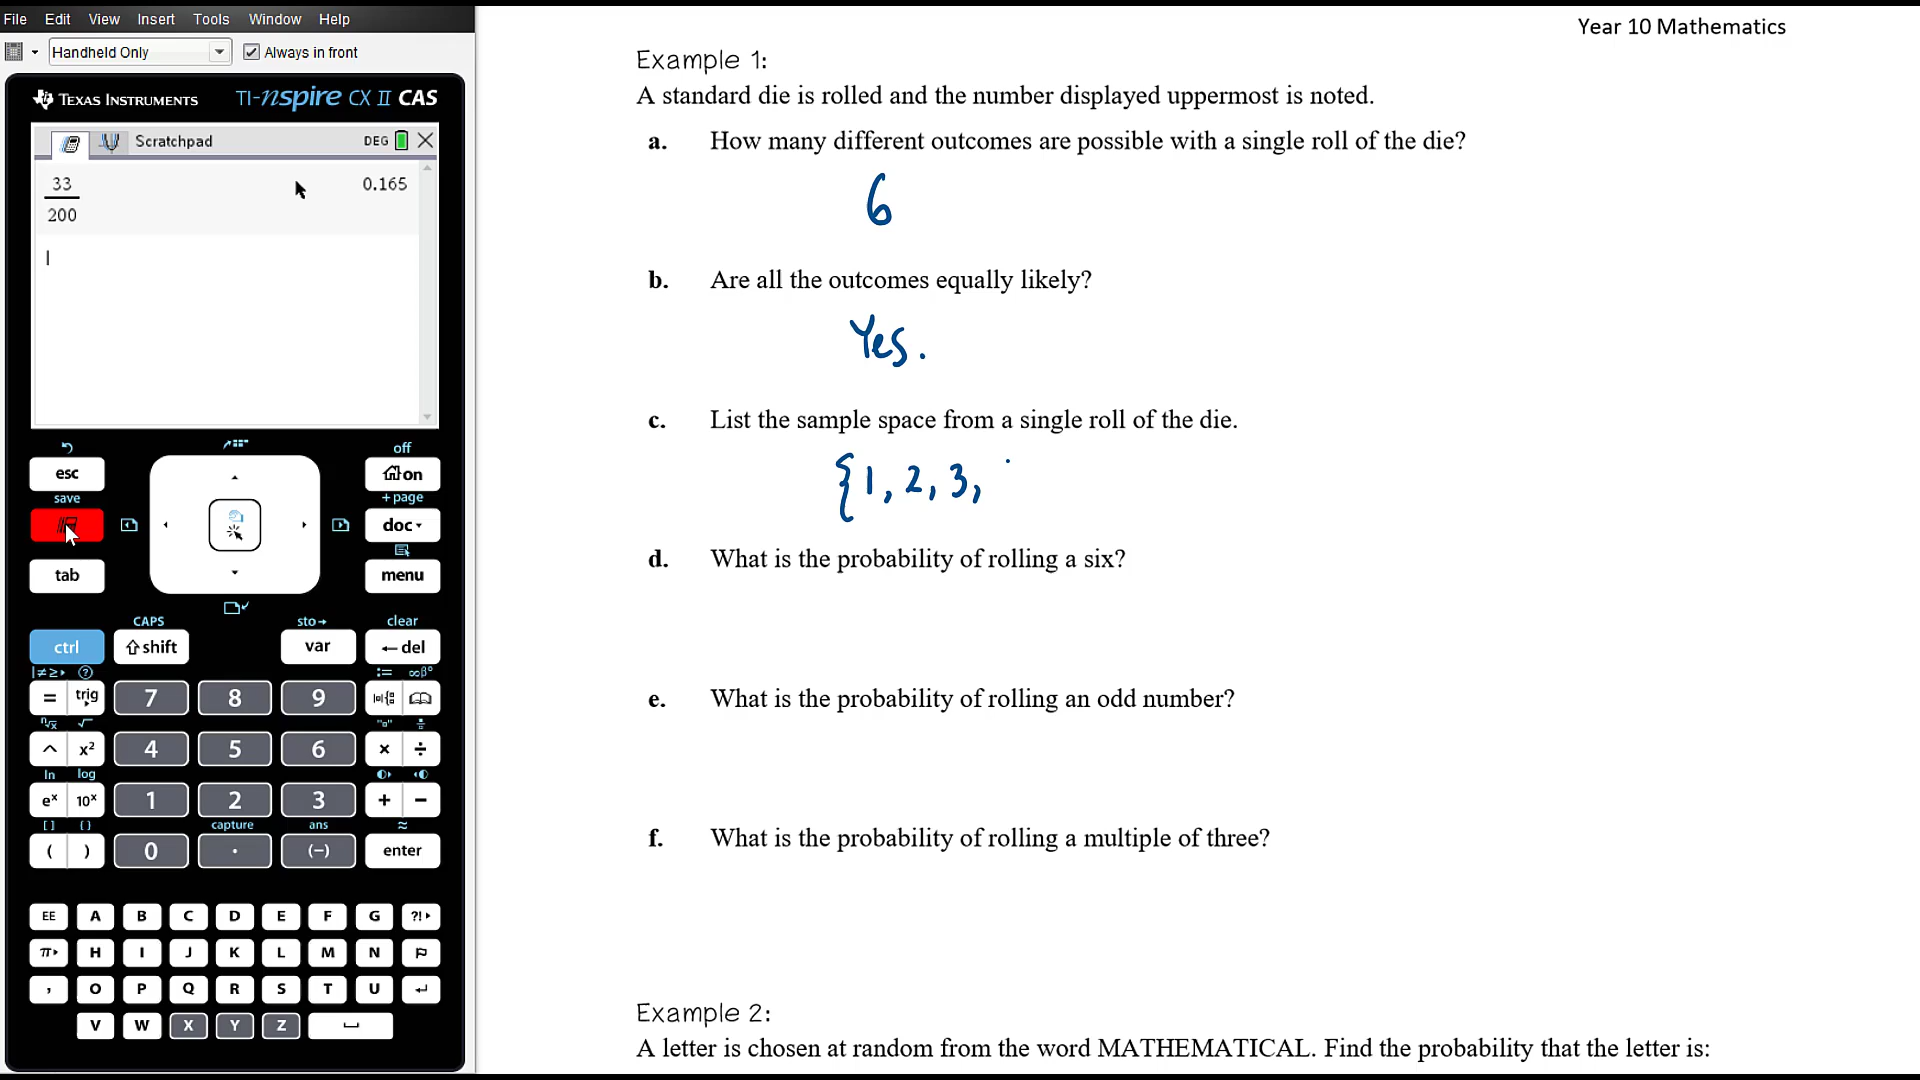 File Edit View Insert Tools Window Help
Handheld Only Always in front
TEXAS INSTRUMENTS TI-nspire CX II CAS
Scratchpad DEG
33
200
0.165
off
esc on
save + page
doc
tab menu
CAPS sto→ clear
ctrl shift var ←del
= trig 7 8 9
^ x² 4 5 6 × ÷
ln log
eˣ 10ˣ 1 2 3 + −
[ ] { } capture ans ≈
( ) 0 . (−) enter
EE A B C D E F G ?!▸
π▸ H I J K L M N
, O P Q R S T U
V W X Y Z
Year 10 Mathematics
Example 1:
A standard die is rolled and the number displayed uppermost is noted.
a. How many different outcomes are possible with a single roll of the die?
6
b. Are all the outcomes equally likely?
Yes.
c. List the sample space from a single roll of the die.
{1, 2, 3,
d. What is the probability of rolling a six?
e. What is the probability of rolling an odd number?
f. What is the probability of rolling a multiple of three?
Example 2:
A letter is chosen at random from the word MATHEMATICAL. Find the probability that the letter is: